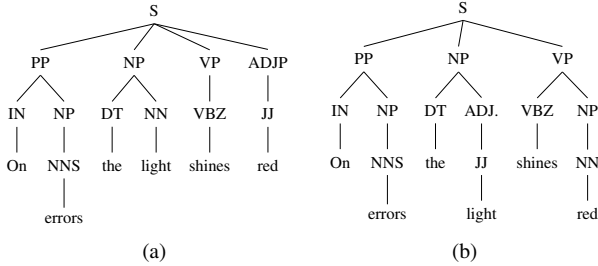 S S
PP NP VP ADJP PP NP VP
IN NP DT NN VBZ JJ IN NP DT ADJ. VBZ NP
On NNS the light shines red On NNS the JJ shines NN
errors errors light red
(a) (b)